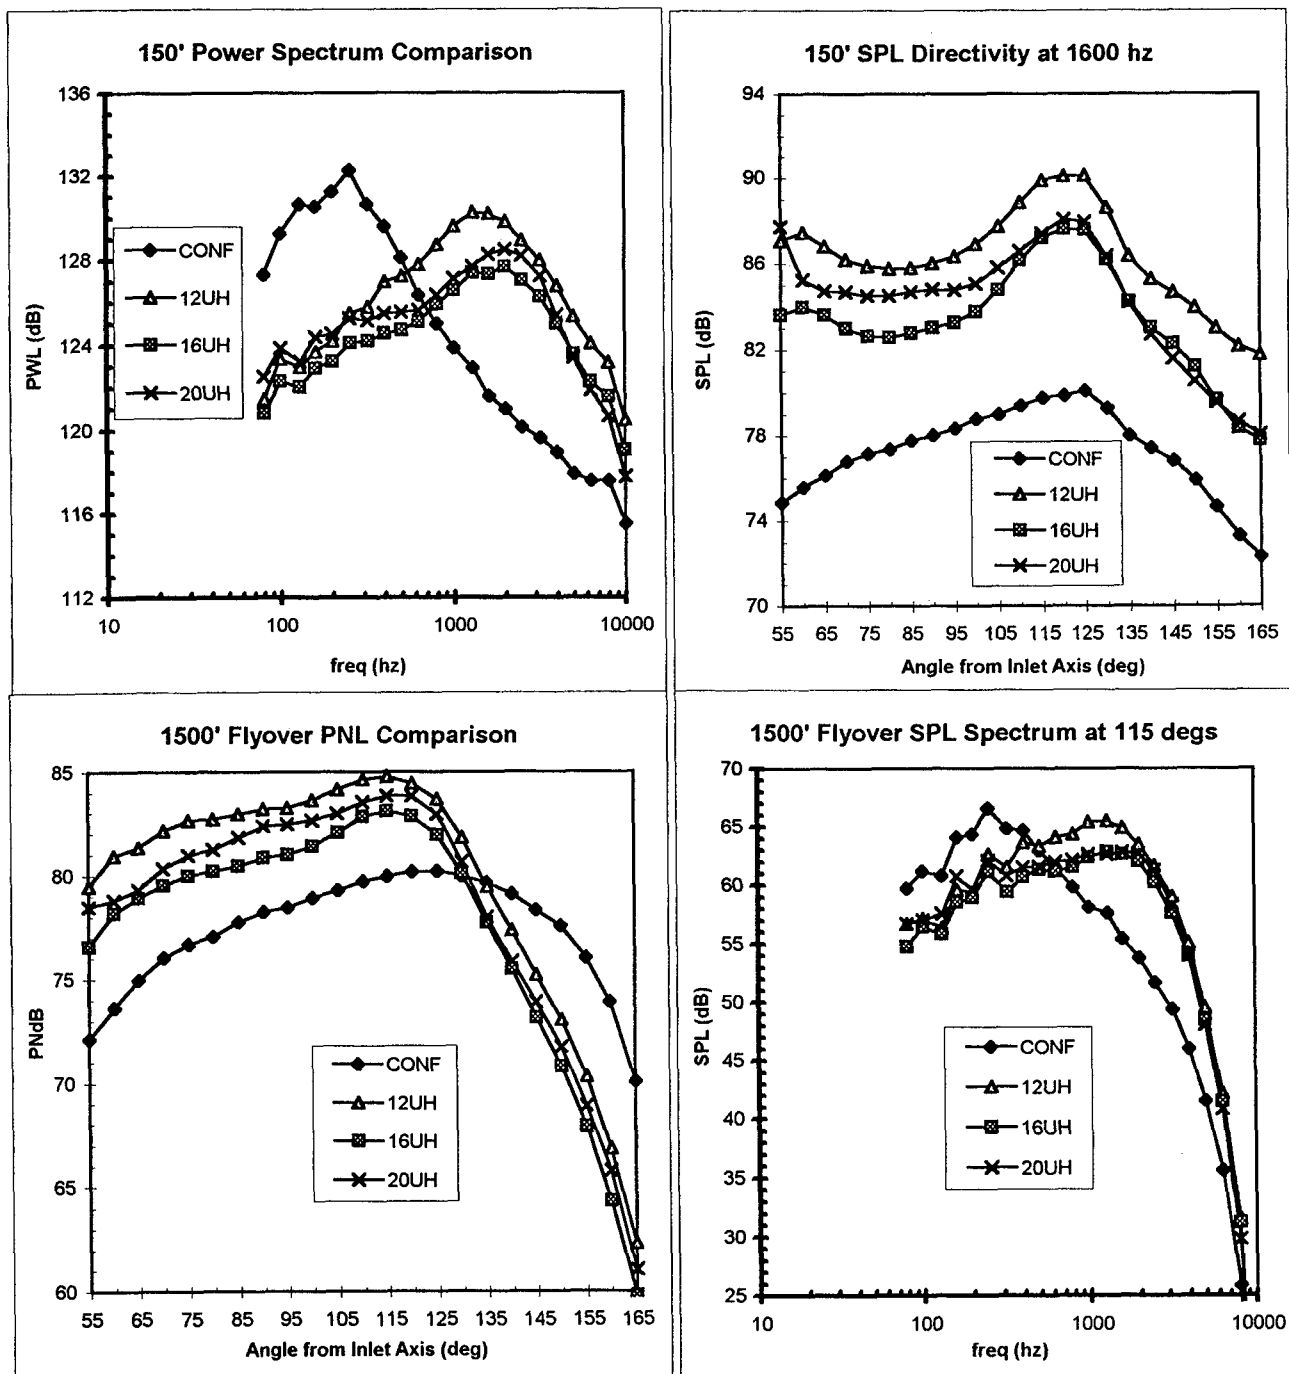 150' Power Spectrum Comparison
136
132
128
124
120
116
112
PWL (dB)
CONF
12UH
16UH
20UH
10
100
1000
10000
freq (hz)
150' SPL Directivity at 1600 hz
94
90
86
82
78
74
70
SPL (dB)
CONF
12UH
16UH
20UH
55 65 75 85 95 105 115 125 135 145 155 165
Angle from Inlet Axis (deg)
1500' Flyover PNL Comparison
85
80
75
70
65
60
PNdB
CONF
12UH
16UH
20UH
55 65 75 85 95 105 115 125 135 145 155 165
Angle from Inlet Axis (deg)
1500' Flyover SPL Spectrum at 115 degs
70
65
60
55
50
45
40
35
30
25
SPL (dB)
CONF
12UH
16UH
20UH
10
100
1000
10000
freq (hz)